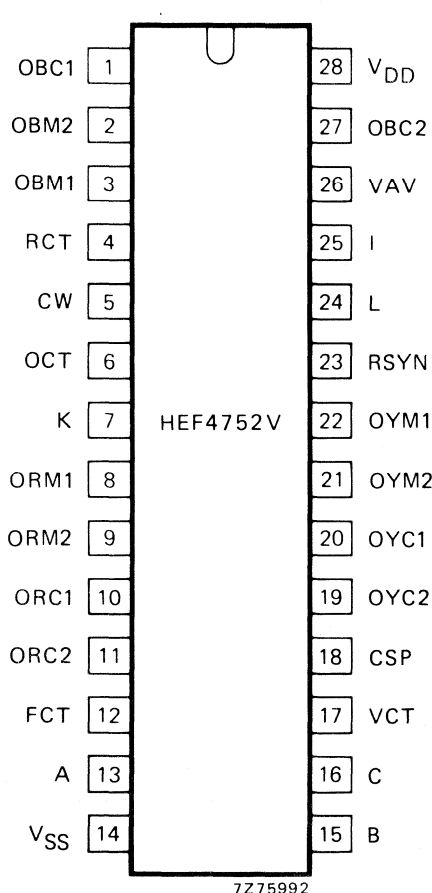 OBC1 1 28 VDD
OBM2 2 27 OBC2
OBM1 3 26 VAV
RCT 4 25 I
CW 5 24 L
OCT 6 23 RSYN
K 7 HEF4752V 22 OYM1
ORM1 8 21 OYM2
ORM2 9 20 OYC1
ORC1 10 19 OYC2
ORC2 11 18 CSP
FCT 12 17 VCT
A 13 16 C
VSS 14 15 B
7Z75992